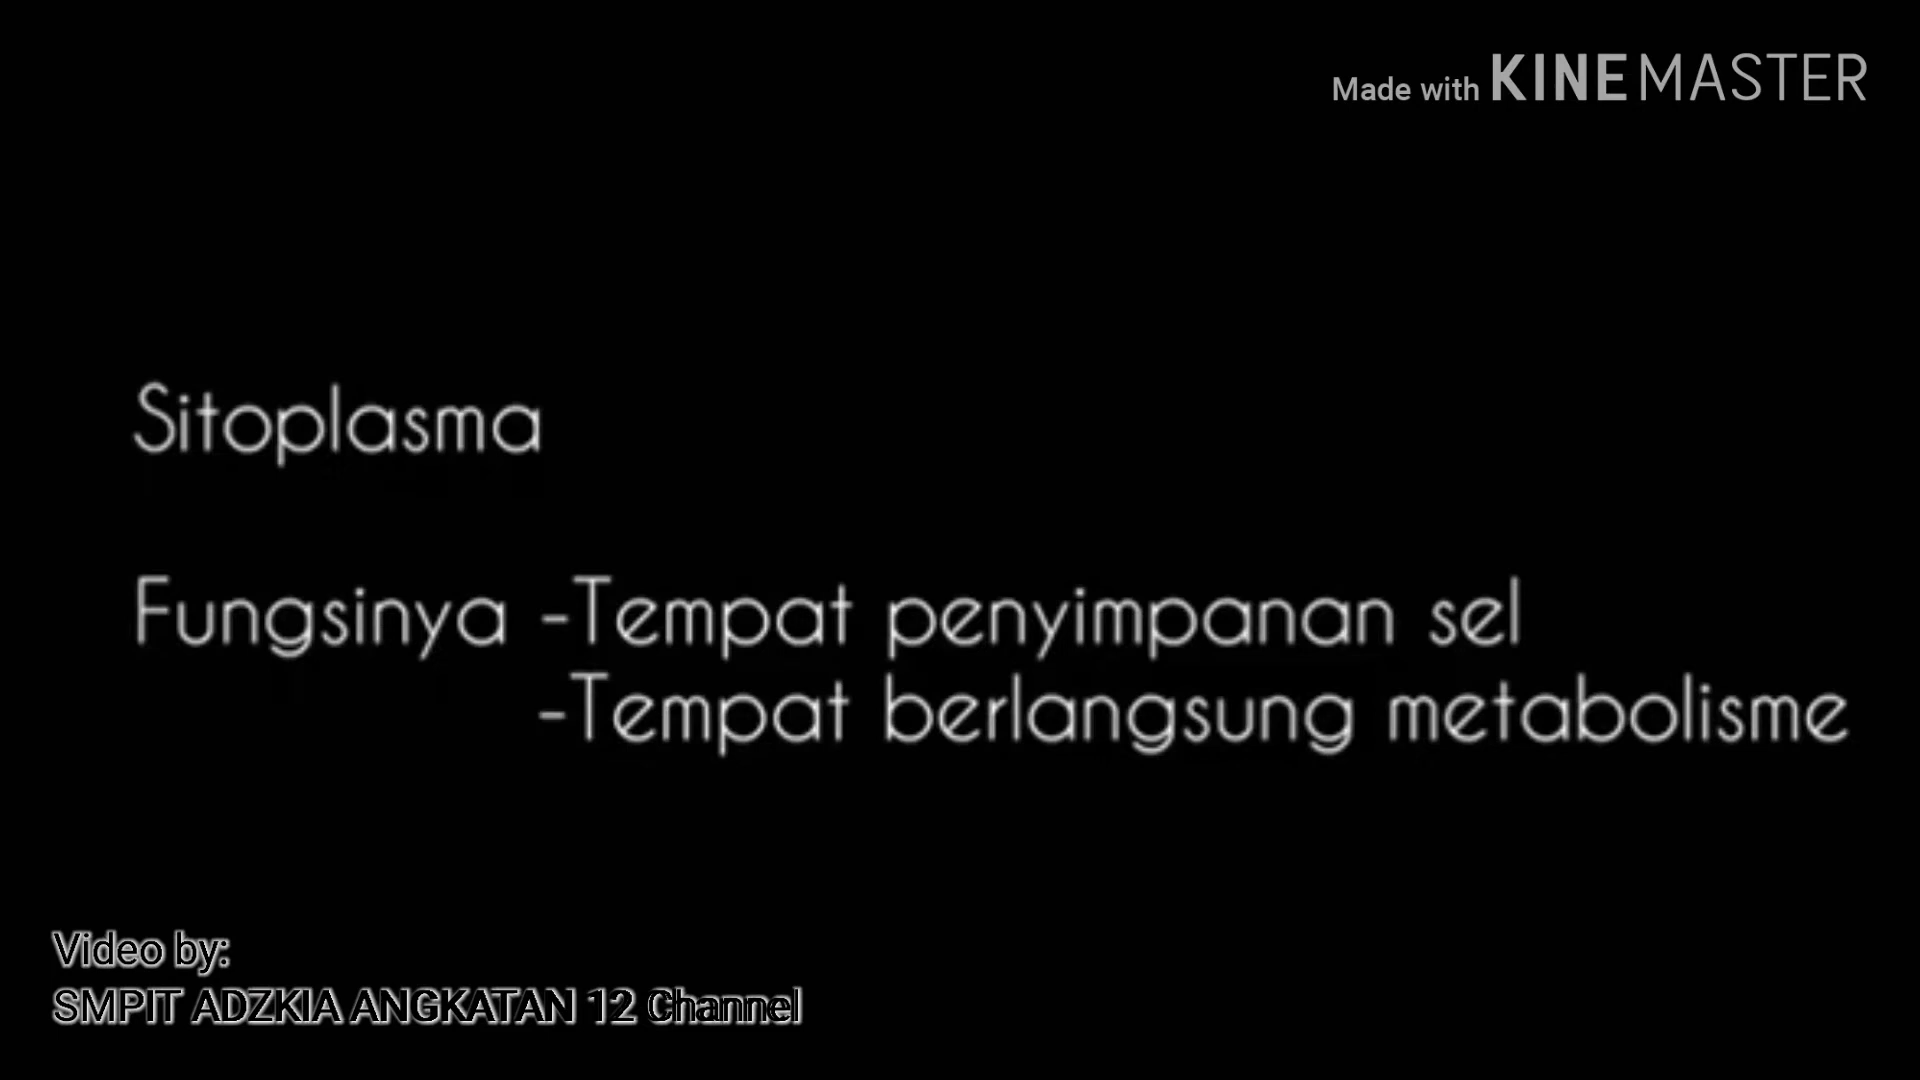 Made with KINEMASTER
Sitoplasma
Fungsinya -Tempat penyimpanan sel
-Tempat berlangsung metabolisme
Video by:
SMPIT ADZKIA ANGKATAN 12 Channel